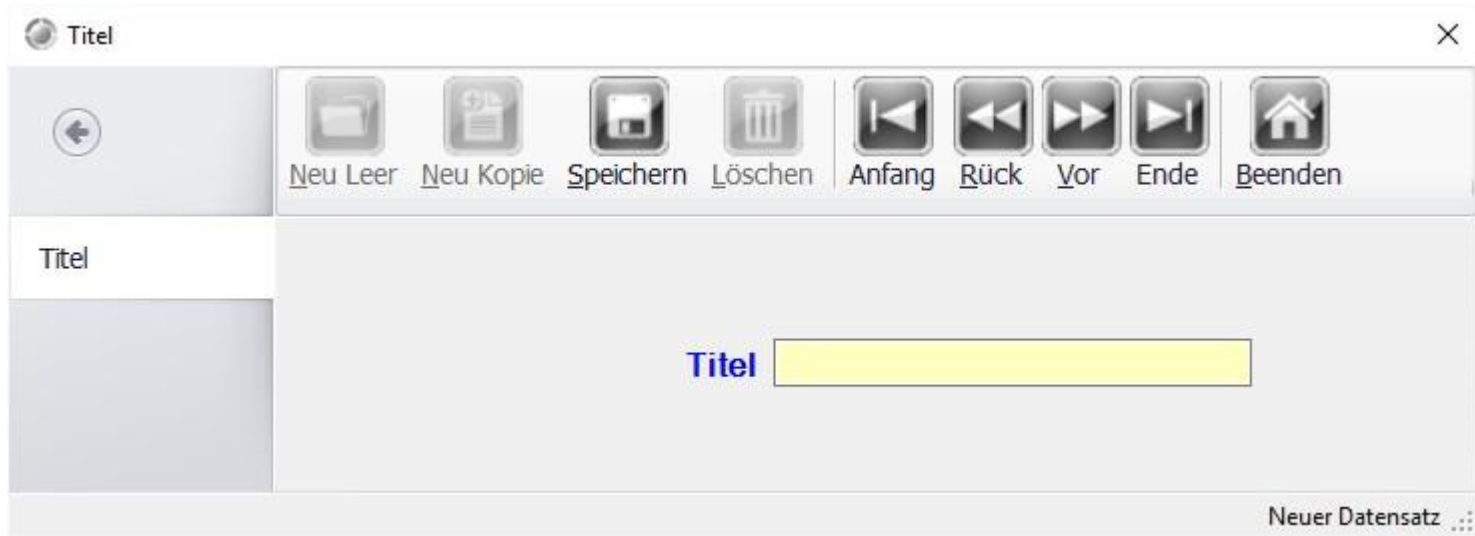 Titel
Neu Leer Neu Kopie Speichern Löschen Anfang Rück Vor Ende Beenden
Titel
Titel
Neuer Datensatz